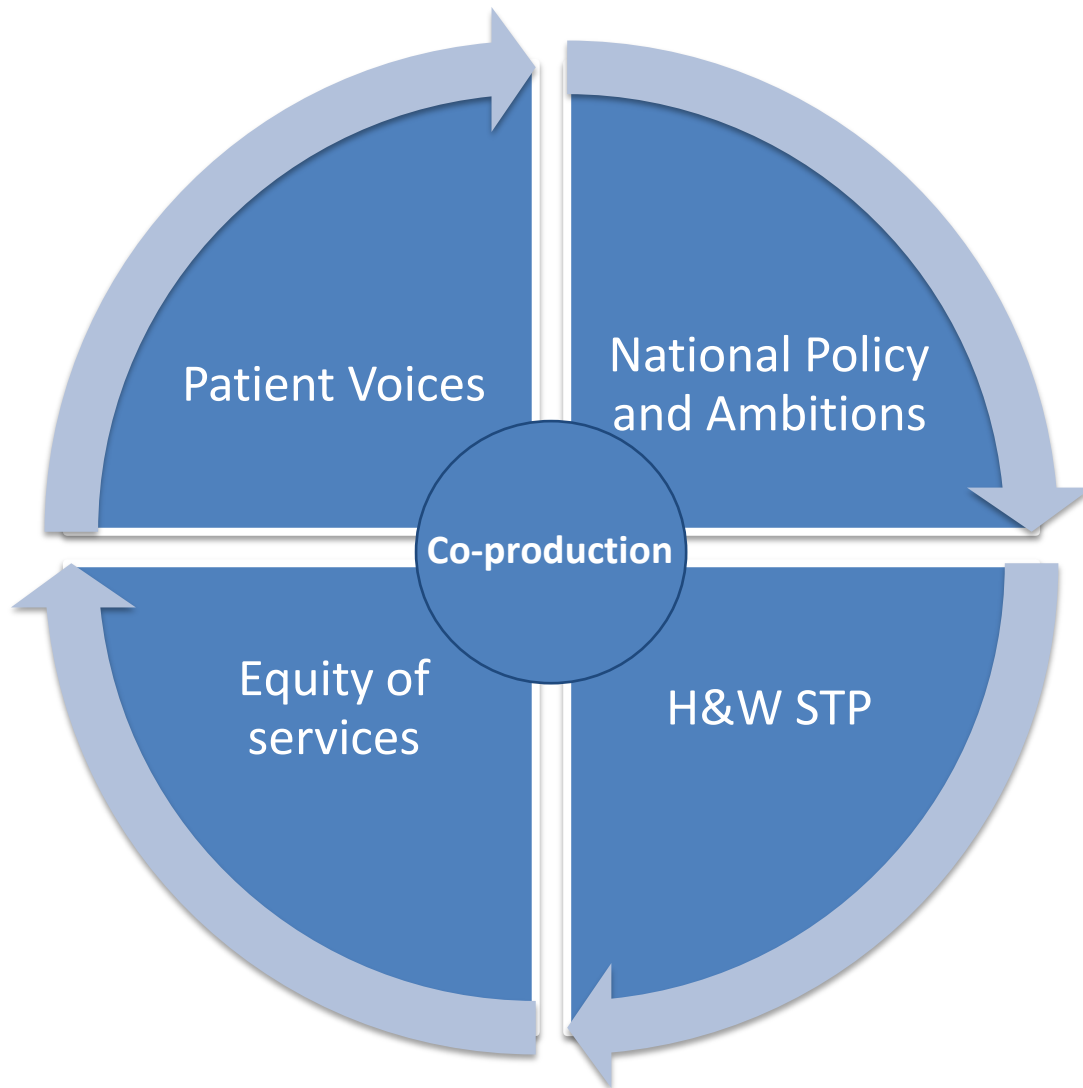 Patient Voices
National Policy
and Ambitions
Co-production
Equity of
services
H&W STP